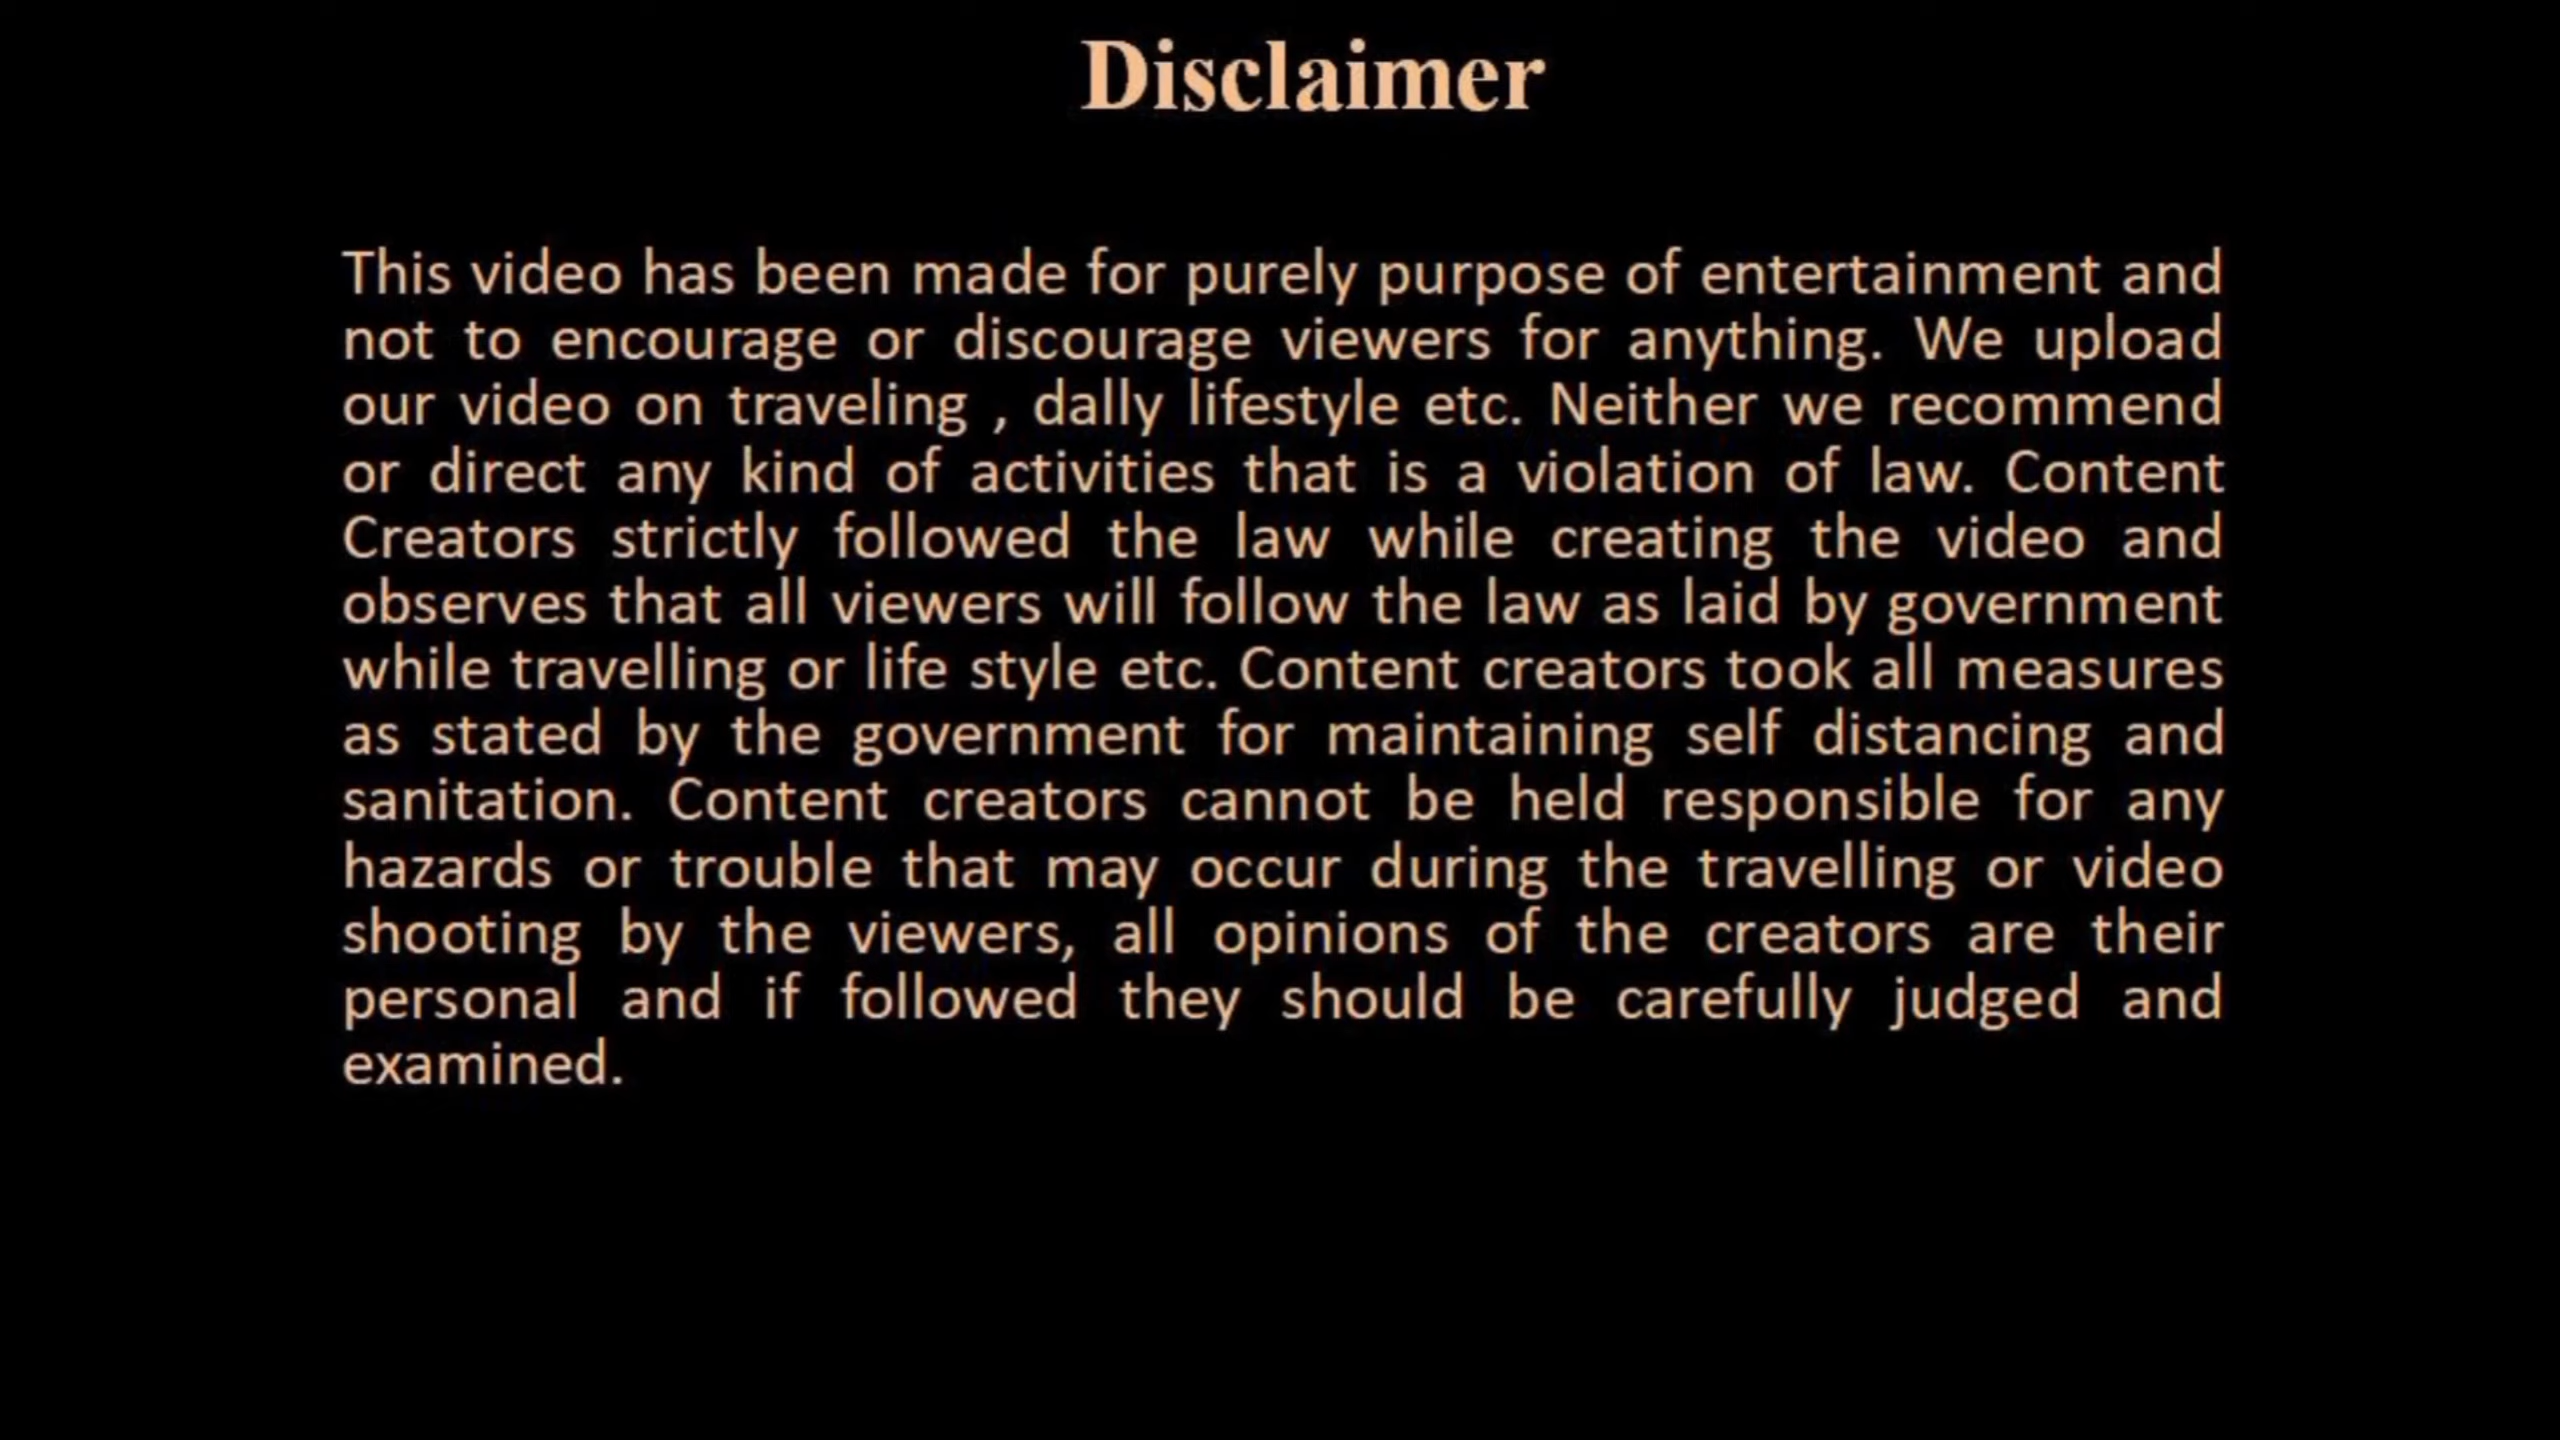 Disclaimer
This video has been made for purely purpose of entertainment and
not to encourage or discourage viewers for anything. We upload
our video on traveling , dally lifestyle etc. Neither we recommend
or direct any kind of activities that is a violation of law. Content
Creators strictly followed the law while creating the video and
observes that all viewers will follow the law as laid by government
while travelling or life style etc. Content creators took all measures
as stated by the government for maintaining self distancing and
sanitation. Content creators cannot be held responsible for any
hazards or trouble that may occur during the travelling or video
shooting by the viewers, all opinions of the creators are their
personal and if followed they should be carefully judged and
examined.